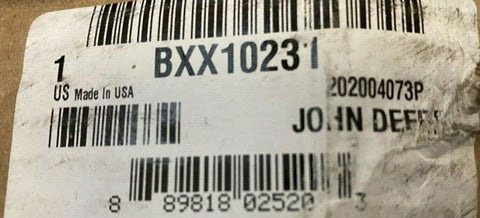 1 BXX10231
US Made In USA
202004073P
JOHN DEERE
8 89818 02520 3